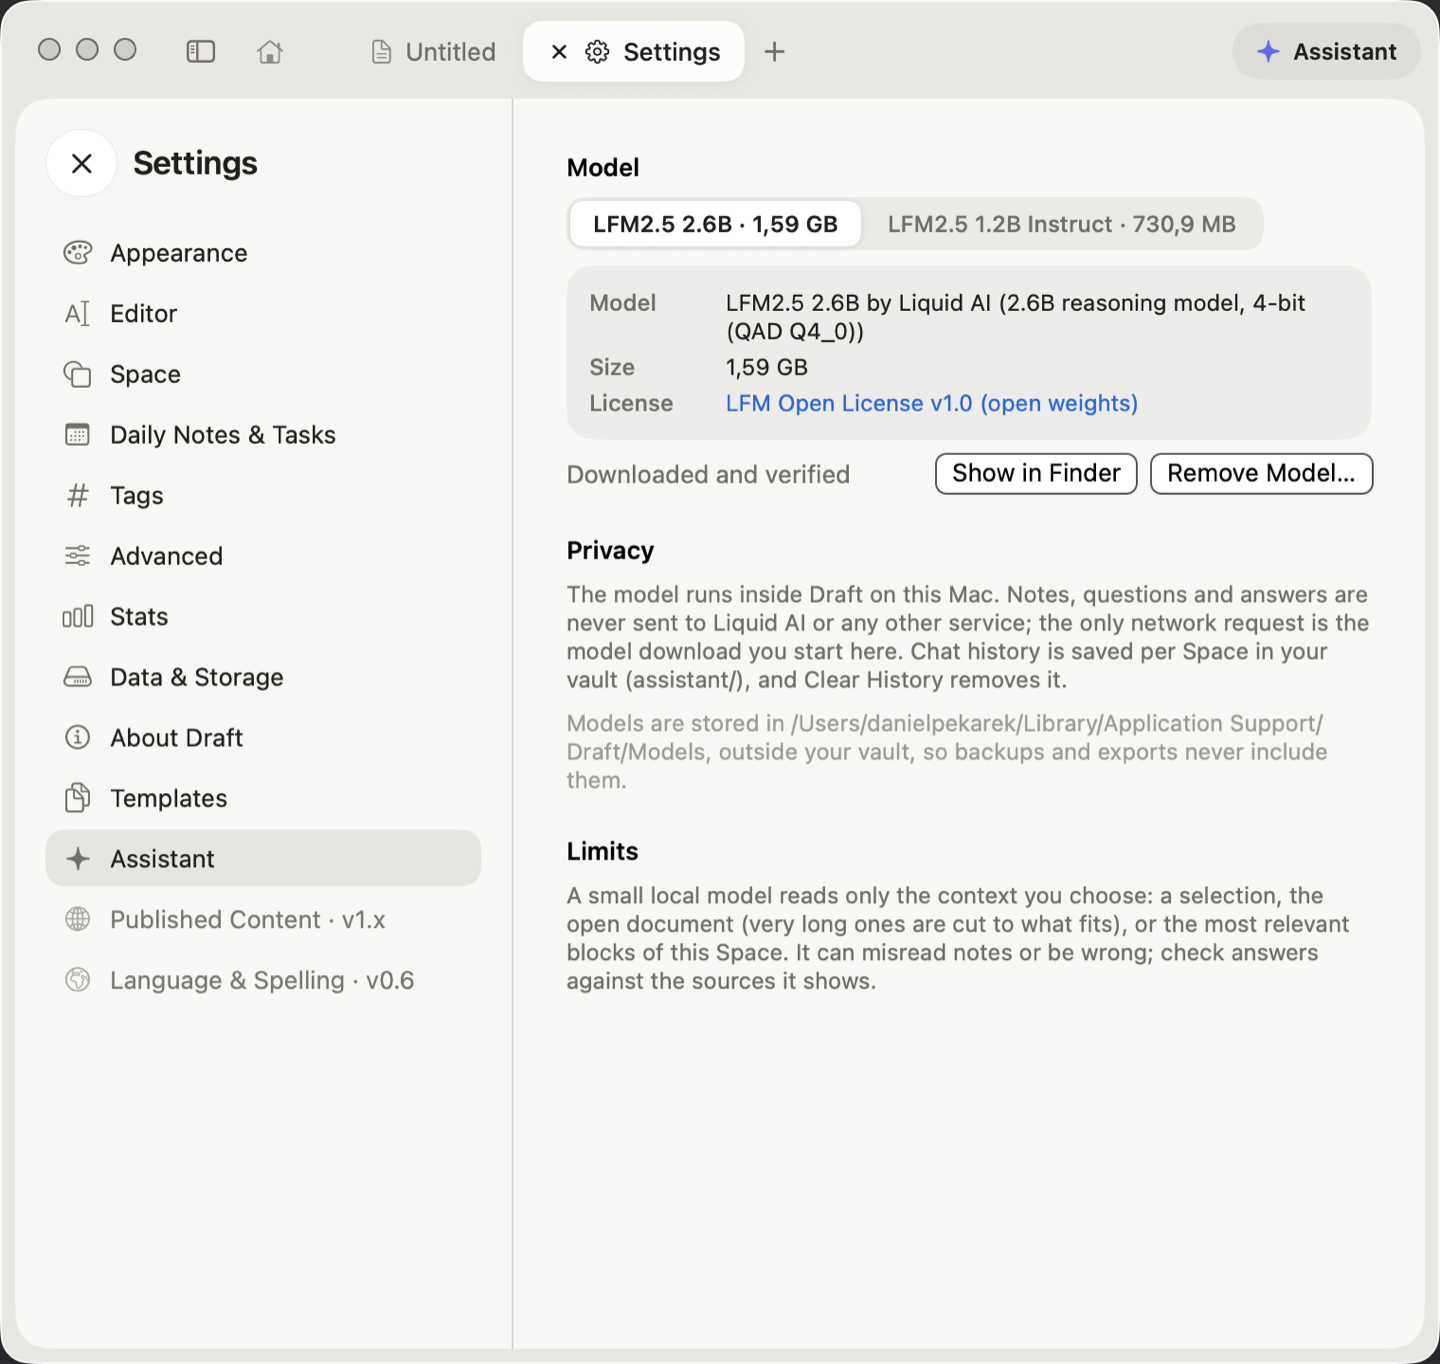 Untitled
Settings
Assistant
Settings
Appearance
Editor
Space
Daily Notes & Tasks
Tags
Advanced
Stats
Data & Storage
About Draft
Templates
Assistant
Published Content · v1.x
Language & Spelling · v0.6
Model
LFM2.5 2.6B · 1,59 GB
LFM2.5 1.2B Instruct · 730,9 MB
Model
LFM2.5 2.6B by Liquid AI (2.6B reasoning model, 4-bit
(QAD Q4_0))
Size
1,59 GB
License
LFM Open License v1.0 (open weights)
Downloaded and verified
Show in Finder
Remove Model...
Privacy
The model runs inside Draft on this Mac. Notes, questions and answers are
never sent to Liquid AI or any other service; the only network request is the
model download you start here. Chat history is saved per Space in your
vault (assistant/), and Clear History removes it.
Models are stored in /Users/danielpekarek/Library/Application Support/
Draft/Models, outside your vault, so backups and exports never include
them.
Limits
A small local model reads only the context you choose: a selection, the
open document (very long ones are cut to what fits), or the most relevant
blocks of this Space. It can misread notes or be wrong; check answers
against the sources it shows.